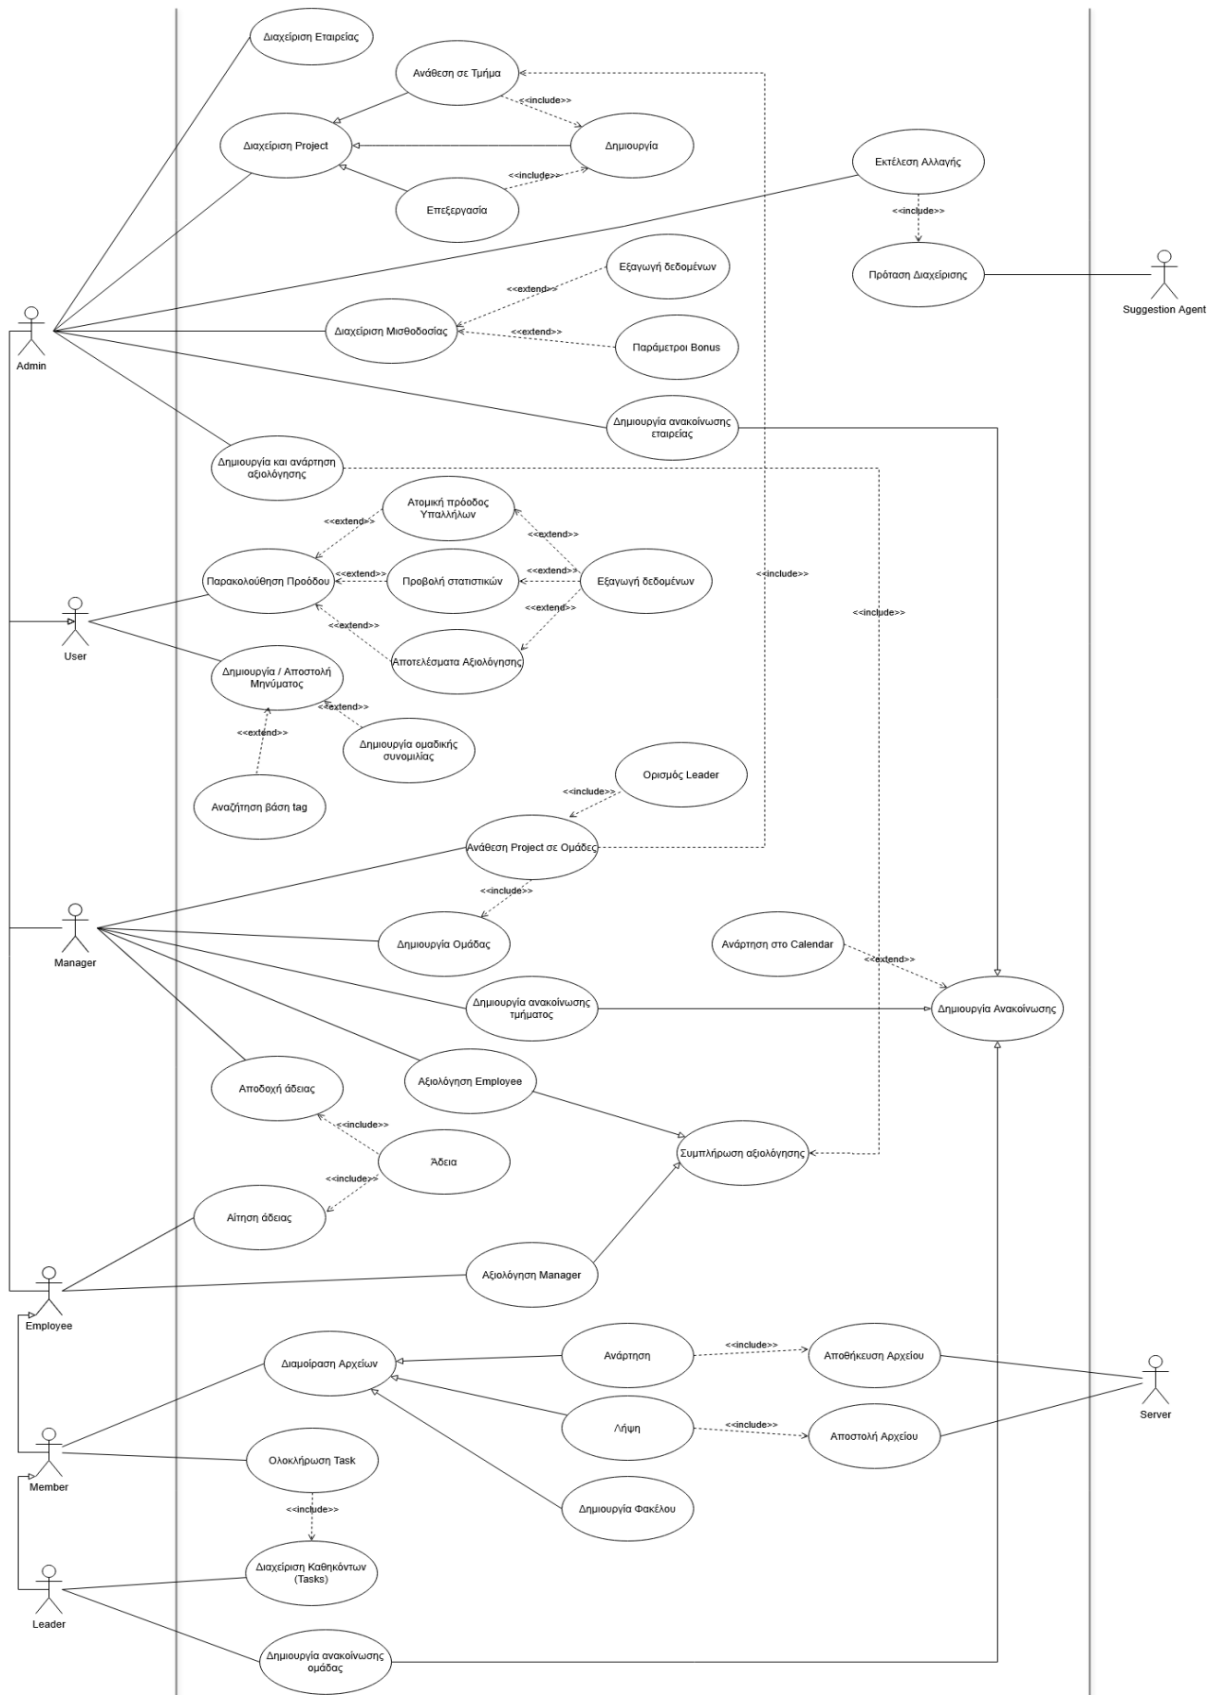 Διαχείριση Εταιρείας
Ανάθεση σε Τμήμα
<<include>>
Διαχείριση Project
Δημιουργία
<<include>>
Επεξεργασία
Εκτέλεση Αλλαγής
<<include>>
Πρόταση Διαχείρισης
Suggestion Agent
Εξαγωγή δεδομένων
<<extend>>
Admin
Διαχείριση Μισθοδοσίας
<<extend>>
Παράμετροι Bonus
Δημιουργία ανακοίνωσης
εταιρείας
Δημιουργία και ανάρτηση
αξιολόγησης
Ατομική πρόοδος
Υπαλλήλων
<<extend>>
<<extend>>
Παρακολούθηση Προόδου
<<extend>>
Προβολή στατιστικών
<<extend>>
Εξαγωγή δεδομένων
<<include>>
<<extend>>
<<extend>>
<<include>>
User
Αποτελέσματα Αξιολόγησης
Δημιουργία / Αποστολή
Μηνύματος
<<extend>>
<<extend>>
Δημιουργία ομαδικής
συνομιλίας
Αναζήτηση βάση tag
Ορισμός Leader
<<include>>
Ανάθεση Project σε Ομάδες
<<include>>
Manager
Δημιουργία Ομάδας
Ανάρτηση στο Calendar
<<extend>>
Δημιουργία ανακοίνωσης
τμήματος
Δημιουργία Ανακοίνωσης
Αποδοχή άδειας
Αξιολόγηση Employee
<<include>>
Συμπλήρωση αξιολόγησης
Άδεια
<<include>>
Αίτηση άδειας
Αξιολόγηση Manager
Employee
Διαμοίραση Αρχείων
Ανάρτηση
<<include>>
Αποθήκευση Αρχείου
Server
Λήψη
<<include>>
Αποστολή Αρχείου
Member
Ολοκλήρωση Task
<<include>>
Δημιουργία Φακέλου
Διαχείριση Καθηκόντων
(Tasks)
Leader
Δημιουργία ανακοίνωσης
ομάδας